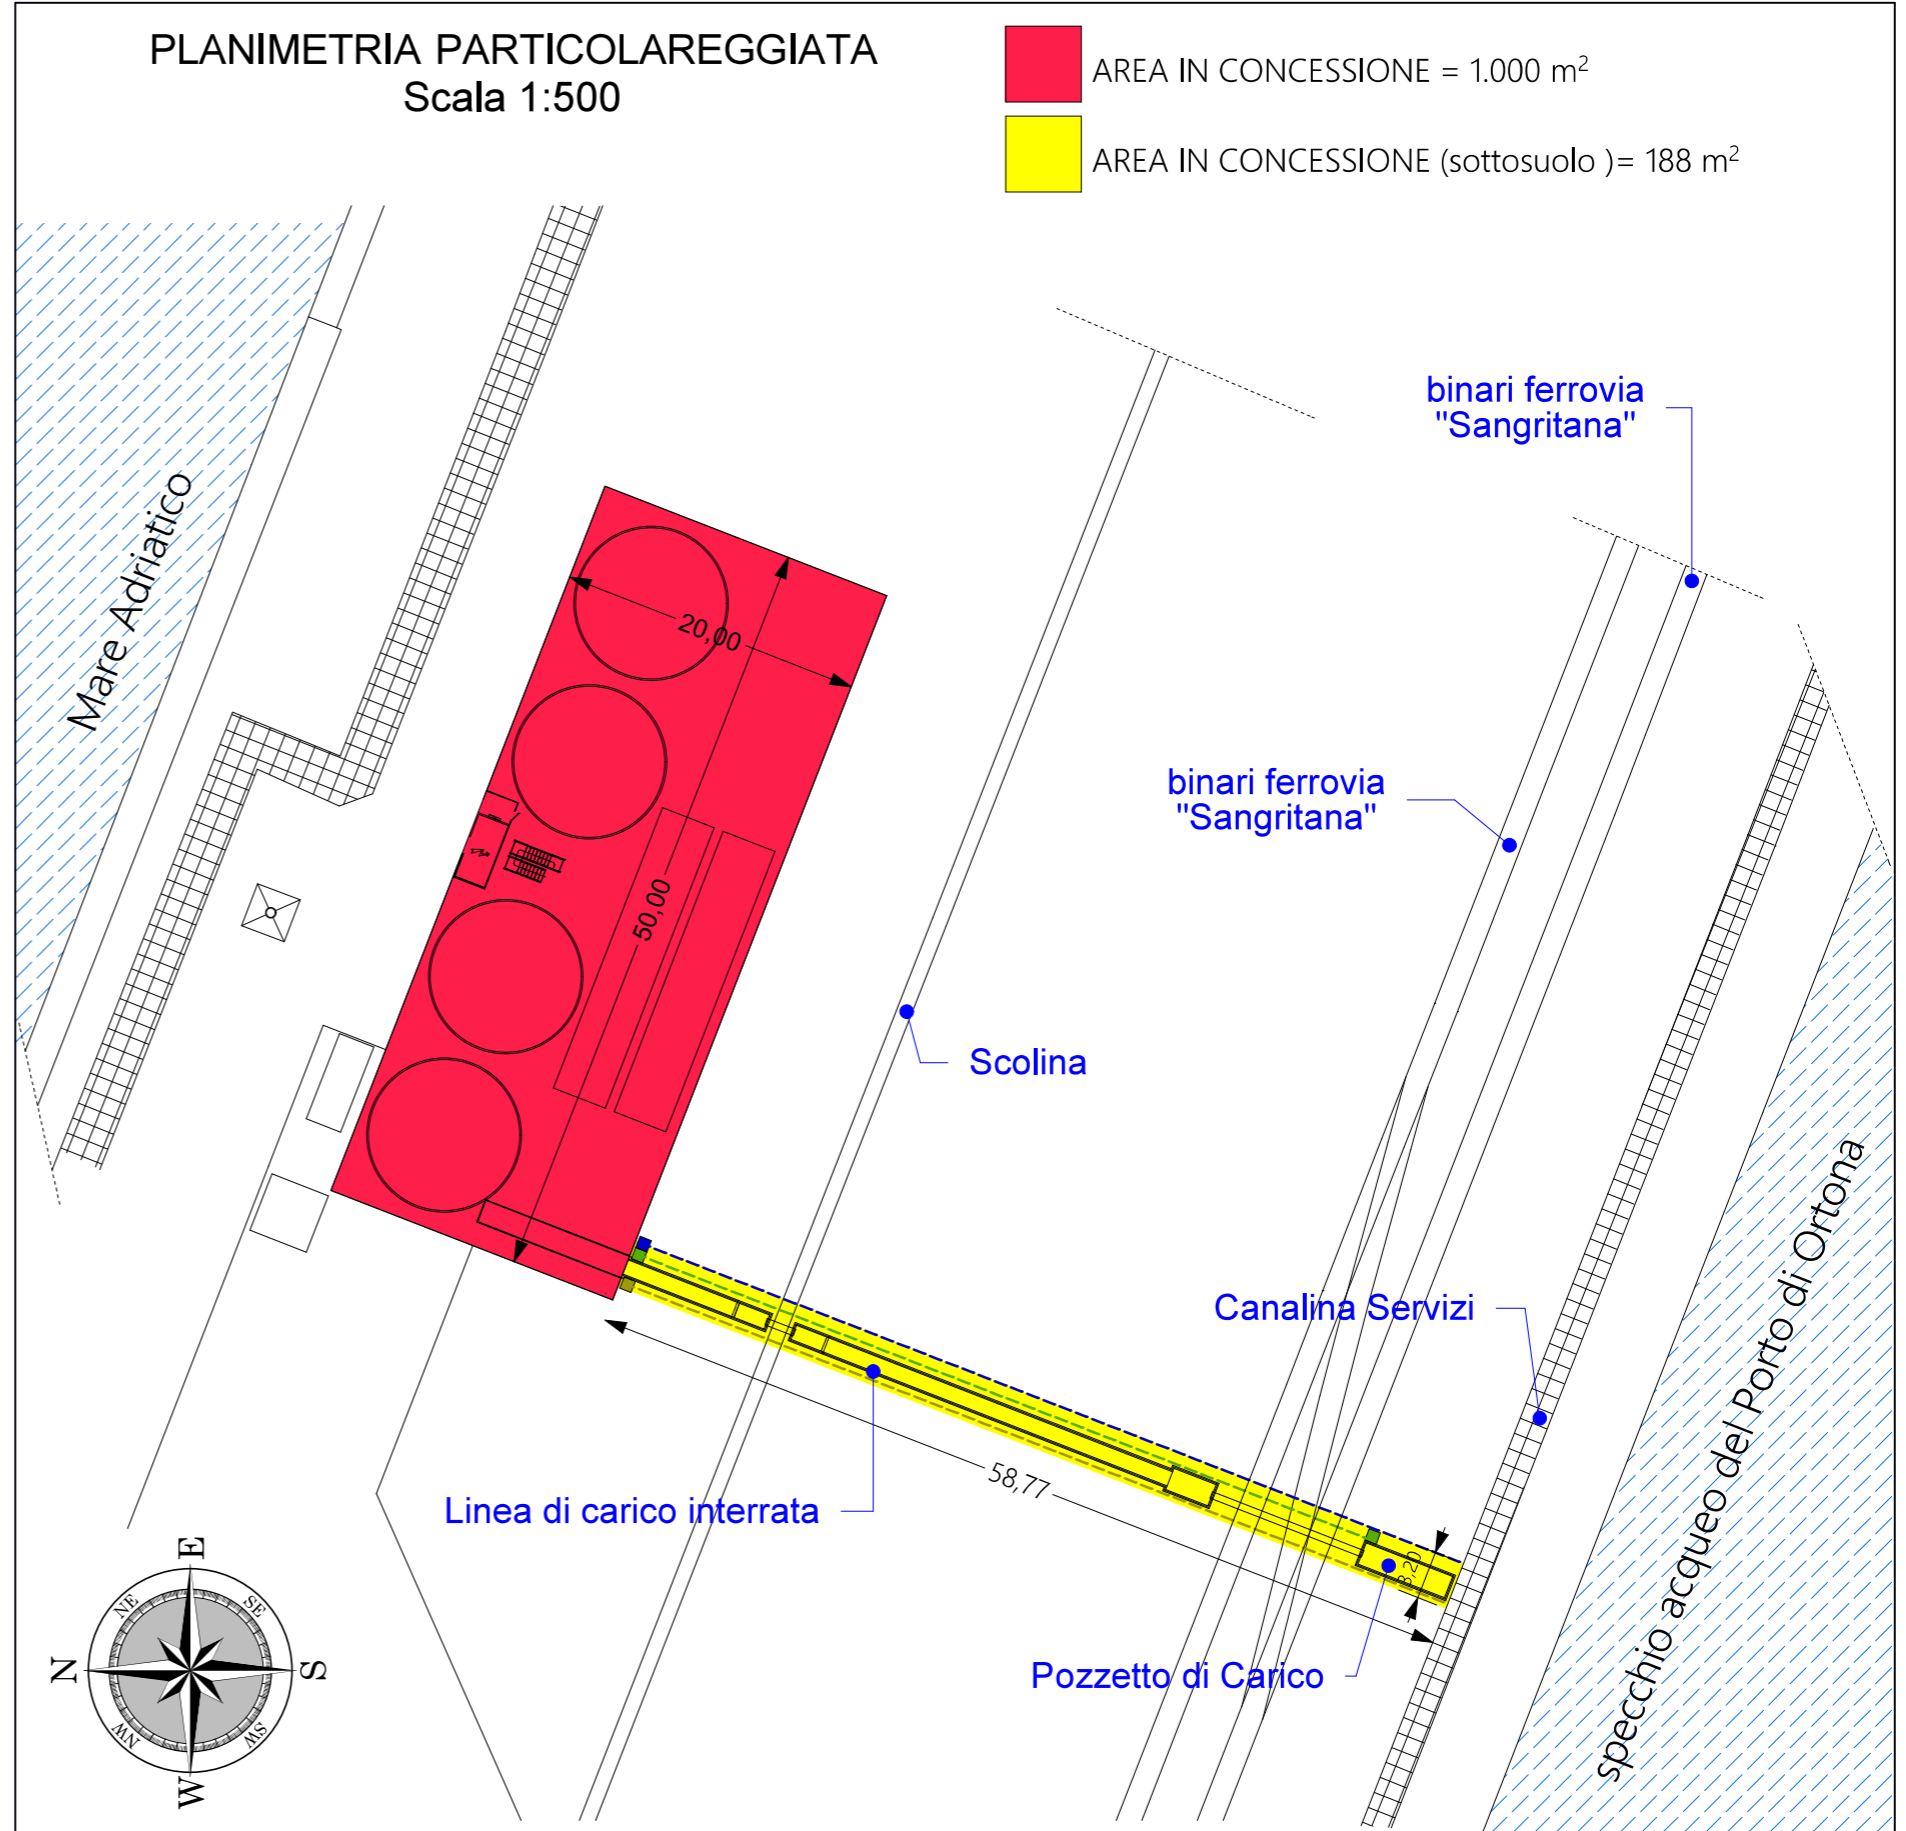 PLANIMETRIA PARTICOLAREGGIATA
Scala 1:500
AREA IN CONCESSIONE = 1.000 m²
AREA IN CONCESSIONE (sottosuolo )= 188 m²
Mare Adriatico
binari ferrovia
"Sangritana"
20,00
binari ferrovia
"Sangritana"
50,00
Scolina
Canalina Servizi
specchio acqueo del Porto di Ortona
58,77
Linea di carico interrata
3,20
Pozzetto di Carico
E
NE
SE
N
S
NW
SW
W